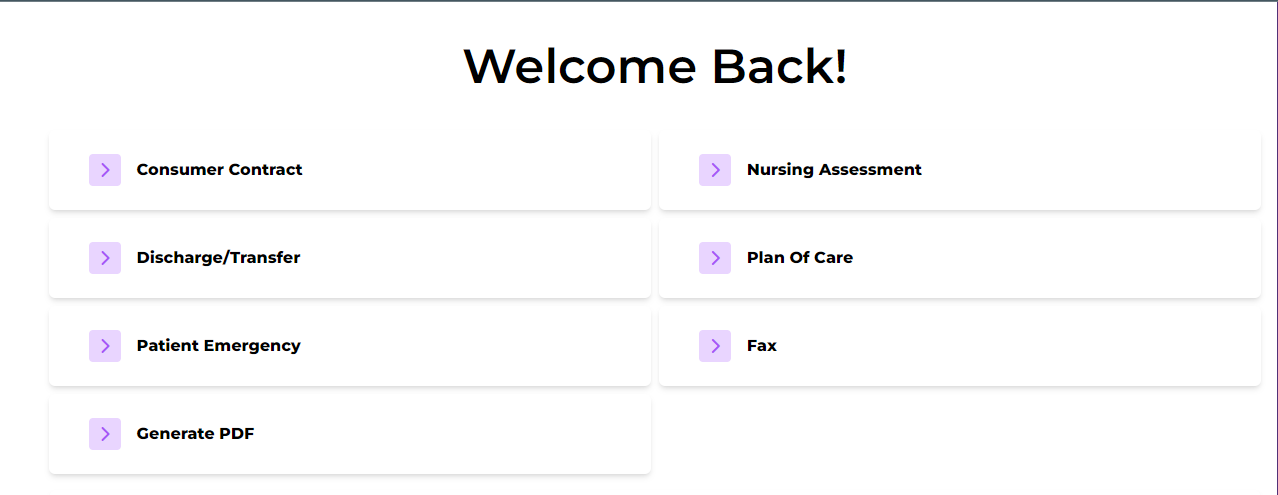 Welcome Back!
Consumer Contract
Nursing Assessment
Discharge/Transfer
Plan Of Care
Patient Emergency
Fax
Generate PDF